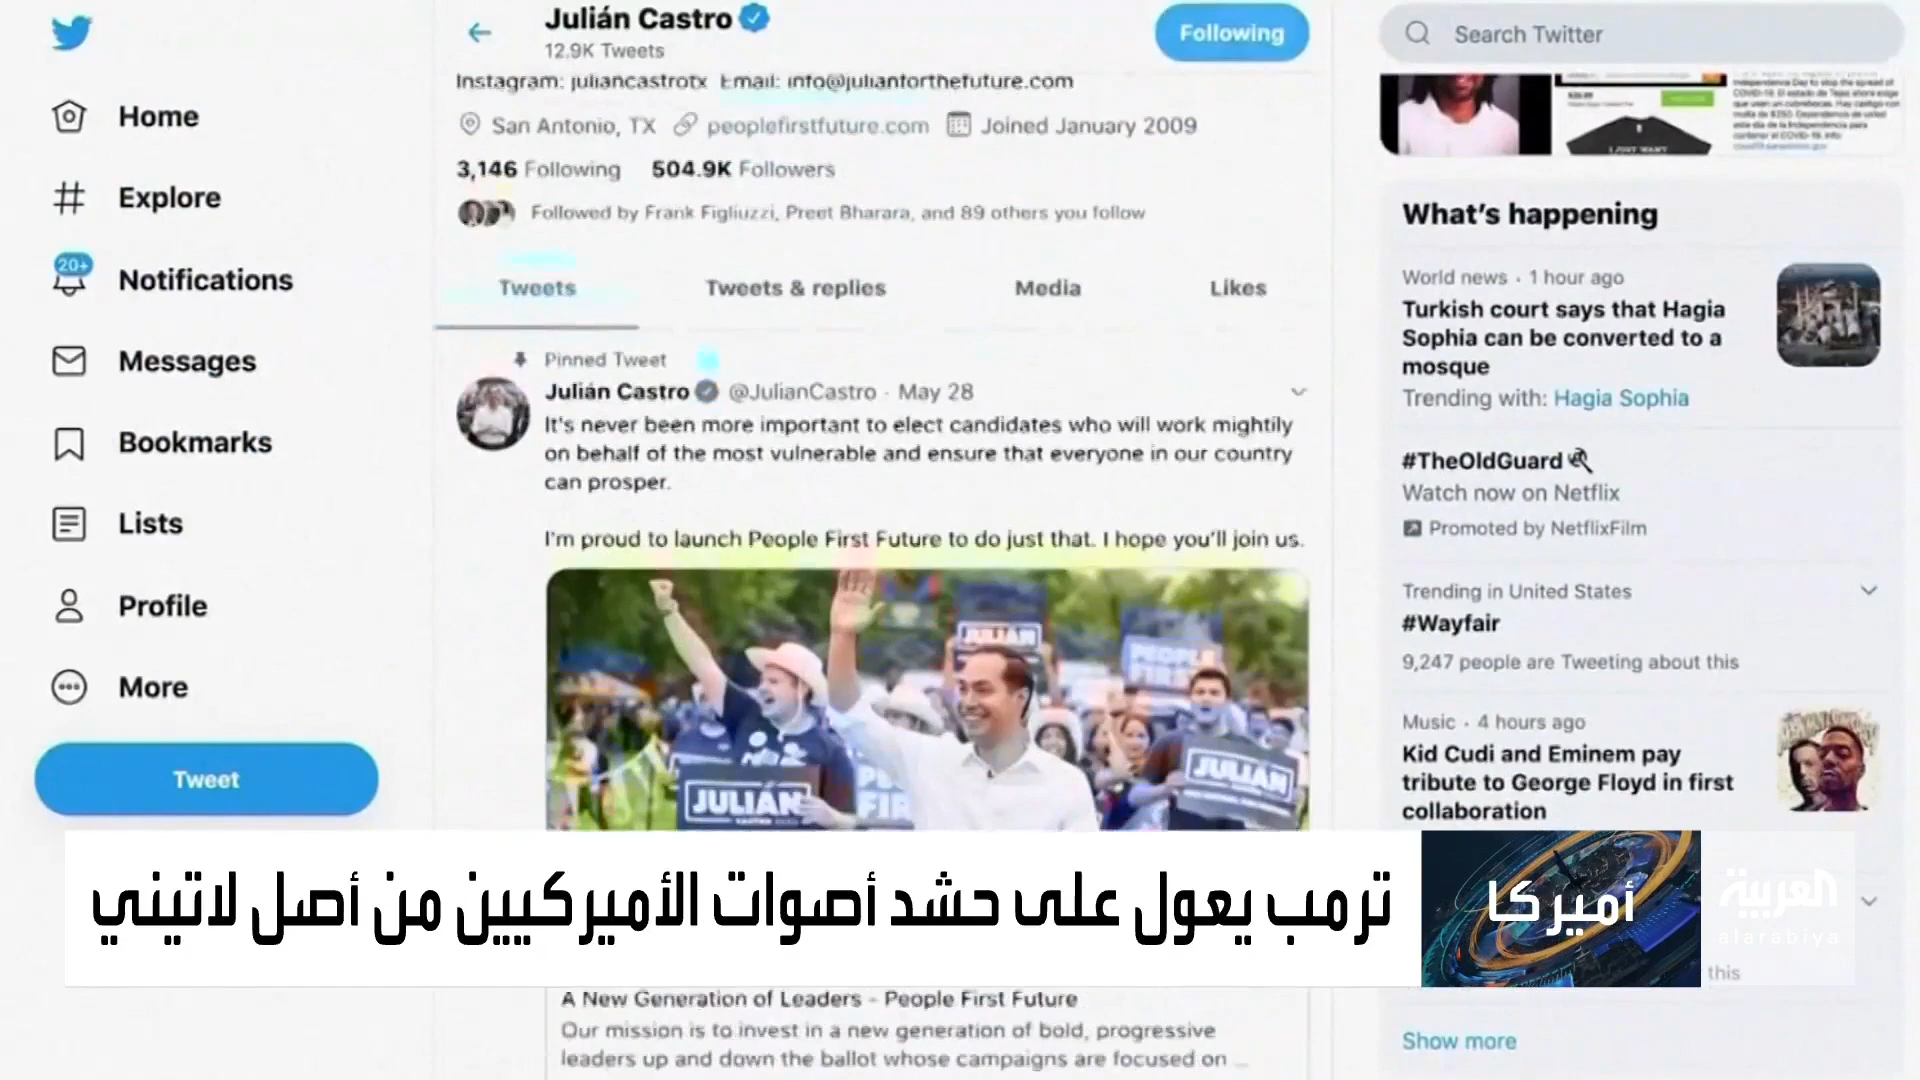 Julián Castro
12.9K Tweets
Following
Search Twitter
Instagram: juliancastrotx Email: info@julianforthefuture.com
San Antonio, TX peoplefirstfuture.com Joined January 2009
3,146 Following 504.9K Followers
Followed by Frank Figliuzzi, Preet Bharara, and 89 others you follow
Tweets Tweets & replies Media Likes
Home
Explore
20+
Notifications
Messages
Bookmarks
Lists
Profile
More
Tweet
Pinned Tweet
Julián Castro @JulianCastro · May 28
It's never been more important to elect candidates who will work mightily
on behalf of the most vulnerable and ensure that everyone in our country
can prosper.
I'm proud to launch People First Future to do just that. I hope you'll join us.
JULIÁN
PEOPLE
FIRST
JULIÁN
JULIÁN
A New Generation of Leaders - People First Future
Our mission is to invest in a new generation of bold, progressive
leaders up and down the ballot whose campaigns are focused on ...
I JUST WANT
What's happening
World news · 1 hour ago
Turkish court says that Hagia
Sophia can be converted to a
mosque
Trending with: Hagia Sophia
#TheOldGuard
Watch now on Netflix
Promoted by NetflixFilm
Trending in United States
#Wayfair
9,247 people are Tweeting about this
Music · 4 hours ago
Kid Cudi and Eminem pay
tribute to George Floyd in first
collaboration
this
Show more
ترمب يعول على حشد أصوات الأميركيين من أصل لاتيني
أميركا
العربية
alarabiya